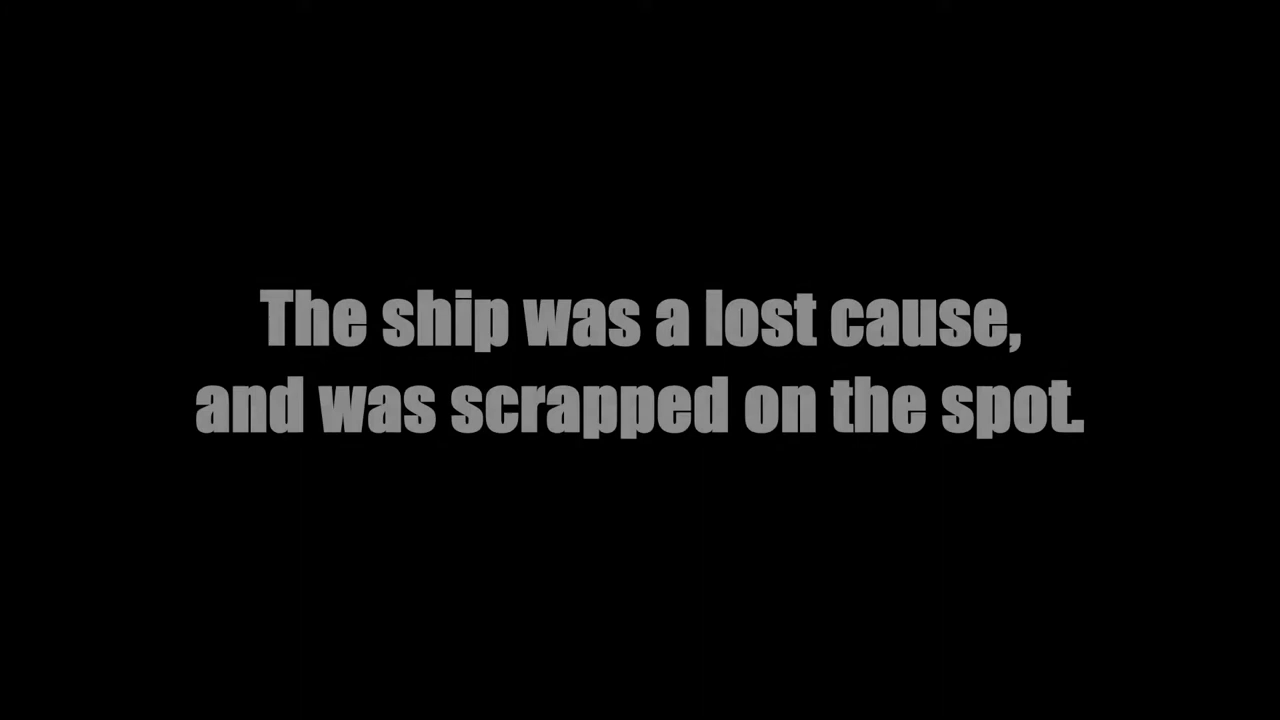 The ship was a lost cause,
and was scrapped on the spot.